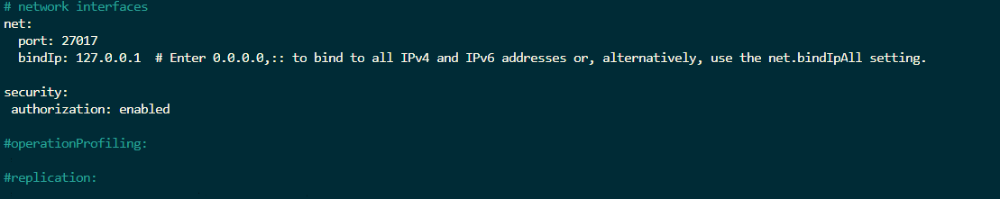 # network interfaces
net:
  port: 27017
  bindIp: 127.0.0.1  # Enter 0.0.0.0,:: to bind to all IPv4 and IPv6 addresses or, alternatively, use the net.bindIpAll setting.
security:
 authorization: enabled
#operationProfiling:
#replication: